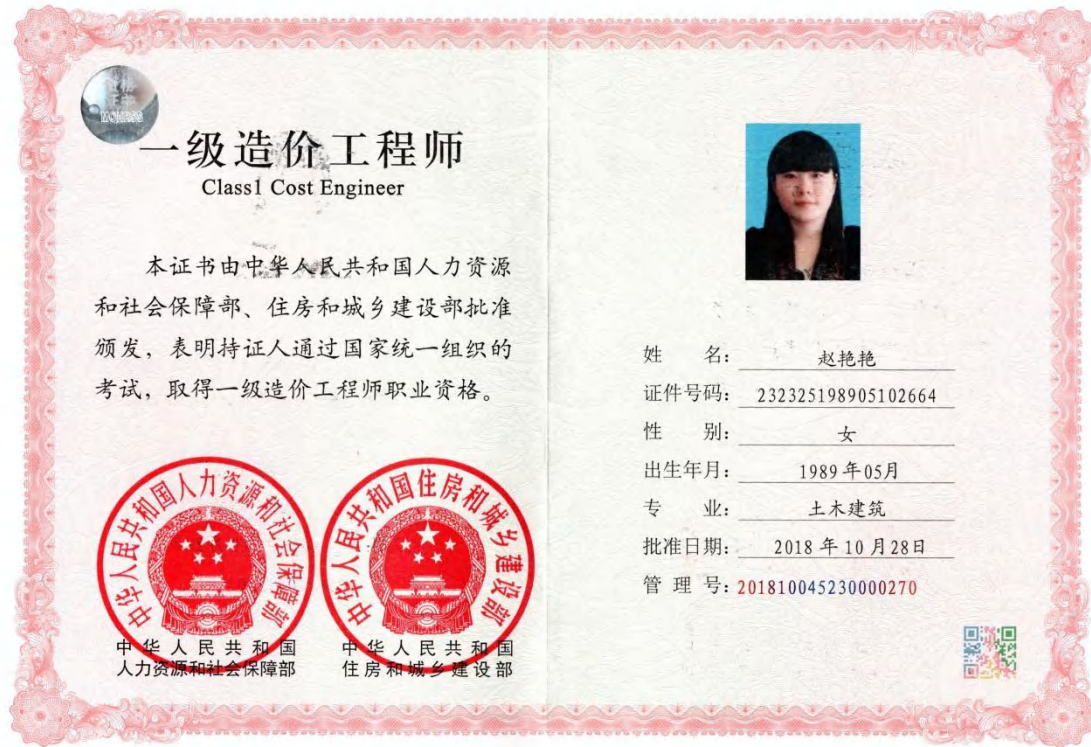 一级造价工程师
Class1 Cost Engineer
本证书由中华人民共和国人力资源
和社会保障部、住房和城乡建设部批准
颁发，表明持证人通过国家统一组织的
考试，取得一级造价工程师职业资格。
中华人民共和国人力资源和社会保障部
中华人民共和国住房和城乡建设部
中华人民共和国
人力资源和社会保障部
中华人民共和国
住房和城乡建设部
姓 名： 赵艳艳
证件号码： 232325198905102664
性 别： 女
出生年月： 1989年05月
专 业： 土木建筑
批准日期： 2018年10月28日
管 理 号：201810045230000270